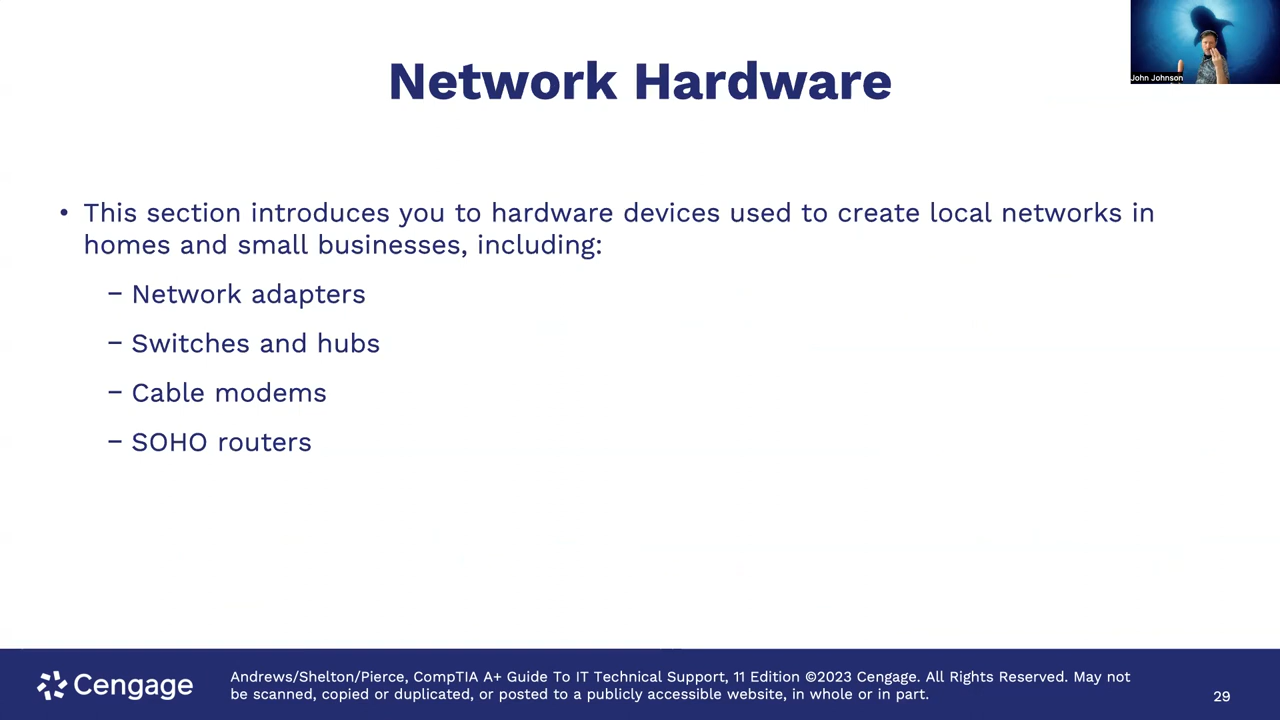 Network Hardware
John Johnson
• This section introduces you to hardware devices used to create local networks in
homes and small businesses, including:
– Network adapters
– Switches and hubs
– Cable modems
– SOHO routers
Cengage
Andrews/Shelton/Pierce, CompTIA A+ Guide To IT Technical Support, 11 Edition ©2023 Cengage. All Rights Reserved. May not
be scanned, copied or duplicated, or posted to a publicly accessible website, in whole or in part.
29